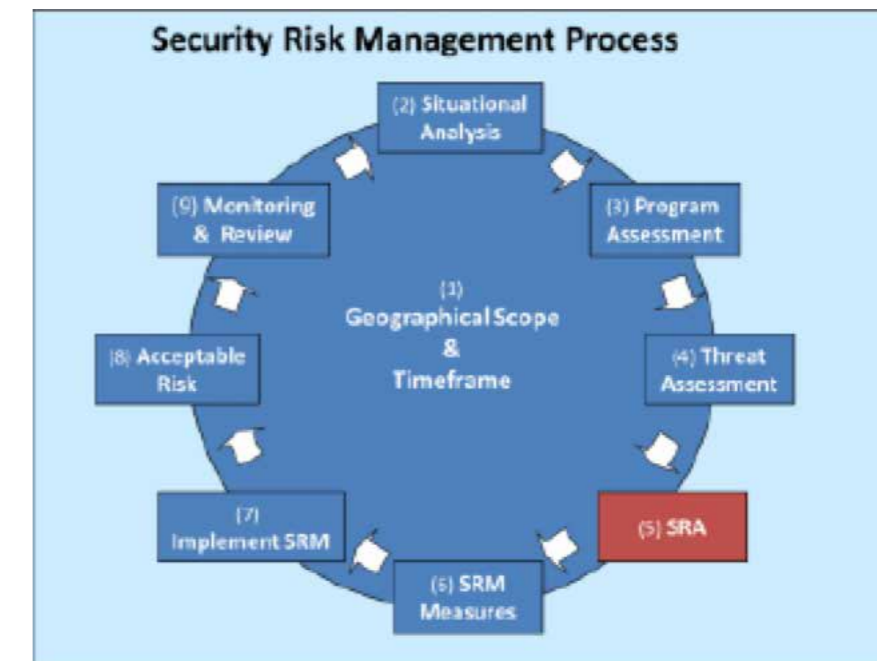 Security Risk Management Process
(1)
Geographical Scope
&
Timeframe
(2) Situational
Analysis
(3) Program
Assessment
(4) Threat
Assessment
(5) SRA
(6) SRM
Measures
(7)
Implement SRM
(8) Acceptable
Risk
(9) Monitoring
& Review